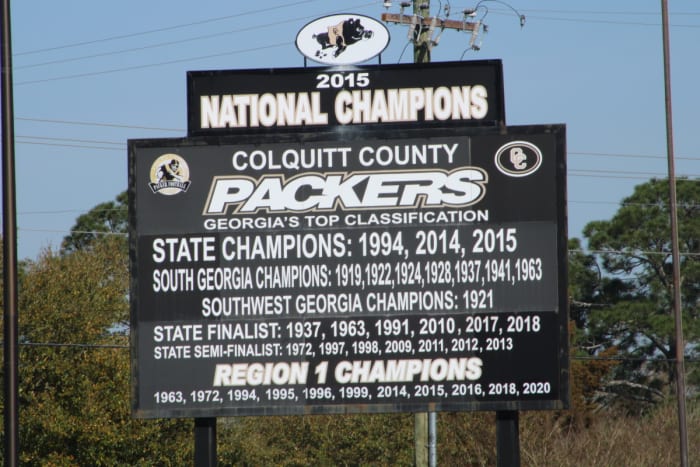 2015
NATIONAL CHAMPIONS
COLQUITT COUNTY
PACKERS
PACKER FOOTBALL
CC
GEORGIA'S TOP CLASSIFICATION
STATE CHAMPIONS: 1994, 2014, 2015
SOUTH GEORGIA CHAMPIONS: 1919,1922,1924,1928,1937,1941,1963
SOUTHWEST GEORGIA CHAMPIONS: 1921
STATE FINALIST: 1937, 1963, 1991, 2010, 2017, 2018
STATE SEMI-FINALIST: 1972, 1997, 1998, 2009, 2011, 2012, 2013
REGION 1 CHAMPIONS
1963, 1972, 1994, 1995, 1996, 1999, 2014, 2015, 2016, 2018, 2020